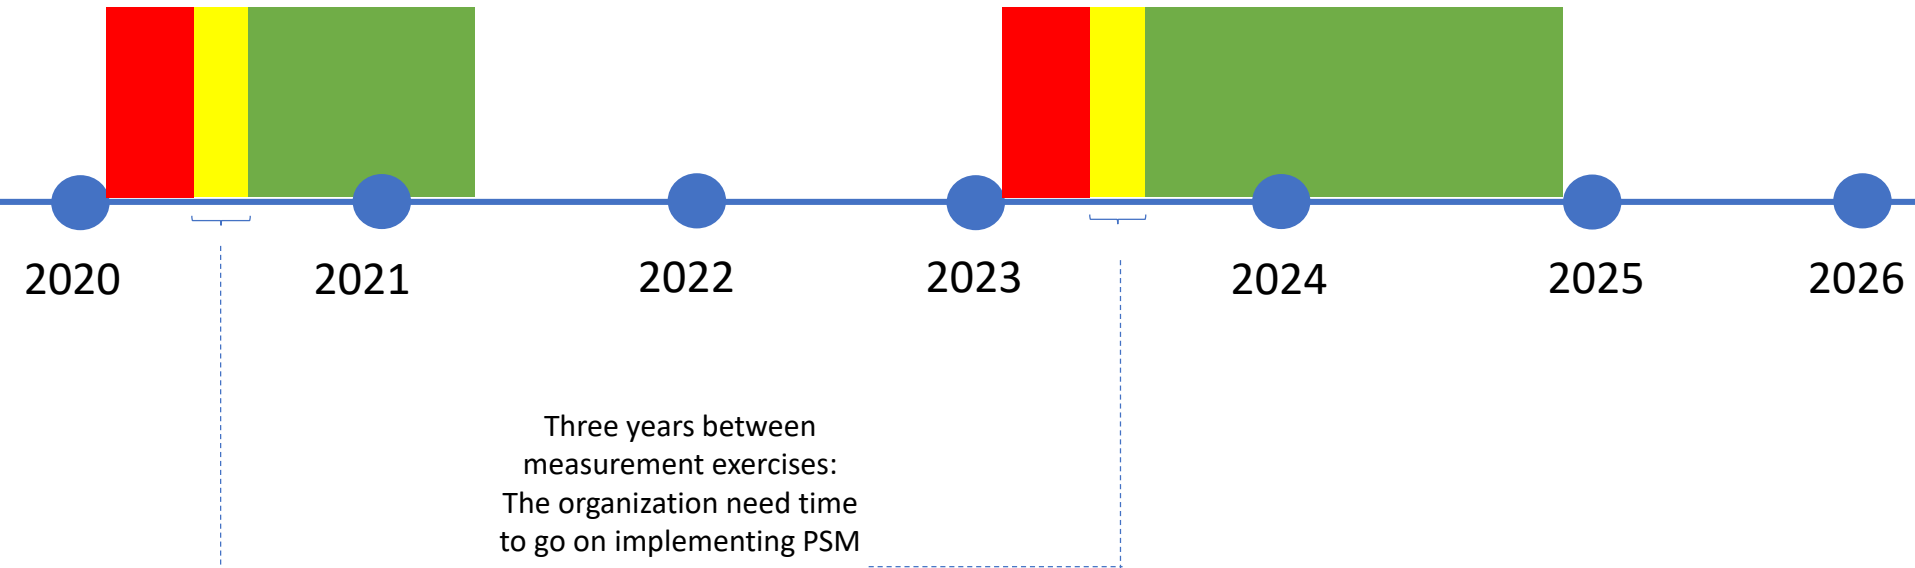 2020 2021 2022 2023 2024 2025 2026
Three years between
measurement exercises:
The organization need time
to go on implementing PSM